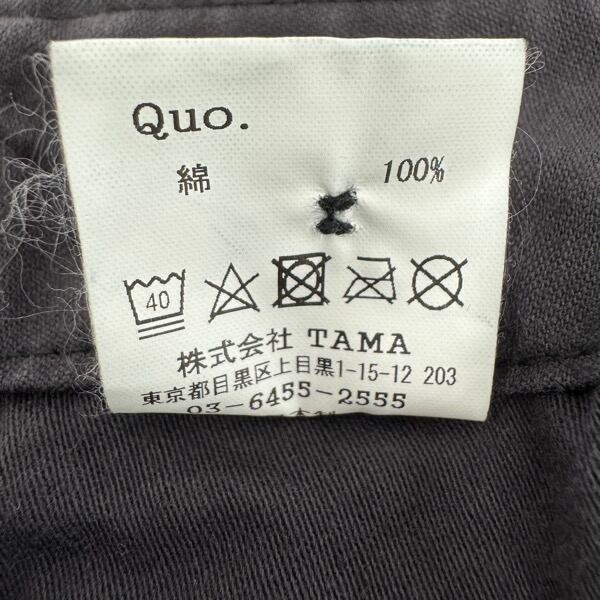 Quo.
綿 100%
40
株式会社 TAMA
東京都目黒区上目黒1-15-12 203
03-6455-2555